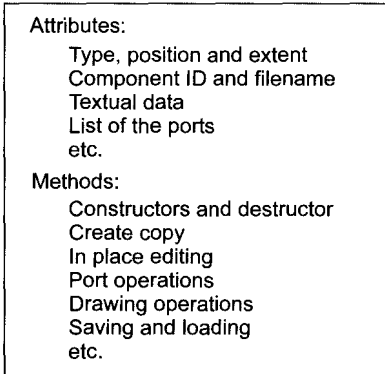 Attributes:
Type, position and extent
Component ID and filename
Textual data
List of the ports
etc.
Methods:
Constructors and destructor
Create copy
In place editing
Port operations
Drawing operations
Saving and loading
etc.